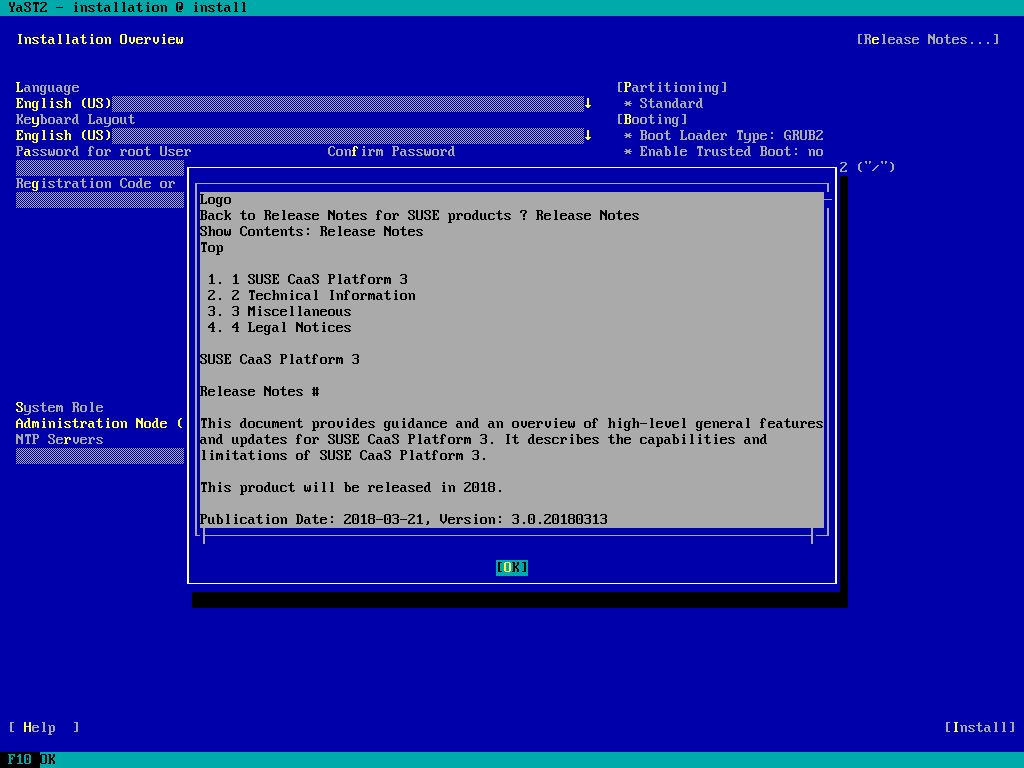 YaST2 - installation @ install
Installation Overview [Release Notes...]
Language [Partitioning]
English (US) ↓ * Standard
Keyboard Layout [Booting]
English (US) ↓ * Boot Loader Type: GRUB2
Password for root User Confirm Password * Enable Trusted Boot: no
2 ("/")
Registration Code or
Logo
Back to Release Notes for SUSE products ? Release Notes
Show Contents: Release Notes
Top
1. 1 SUSE CaaS Platform 3
2. 2 Technical Information
3. 3 Miscellaneous
4. 4 Legal Notices
SUSE CaaS Platform 3
Release Notes #
System Role
Administration Node (
NTP Servers
This document provides guidance and an overview of high-level general features
and updates for SUSE CaaS Platform 3. It describes the capabilities and
limitations of SUSE CaaS Platform 3.
This product will be released in 2018.
Publication Date: 2018-03-21, Version: 3.0.20180313
[OK]
[ Help ] [Install]
F10 OK